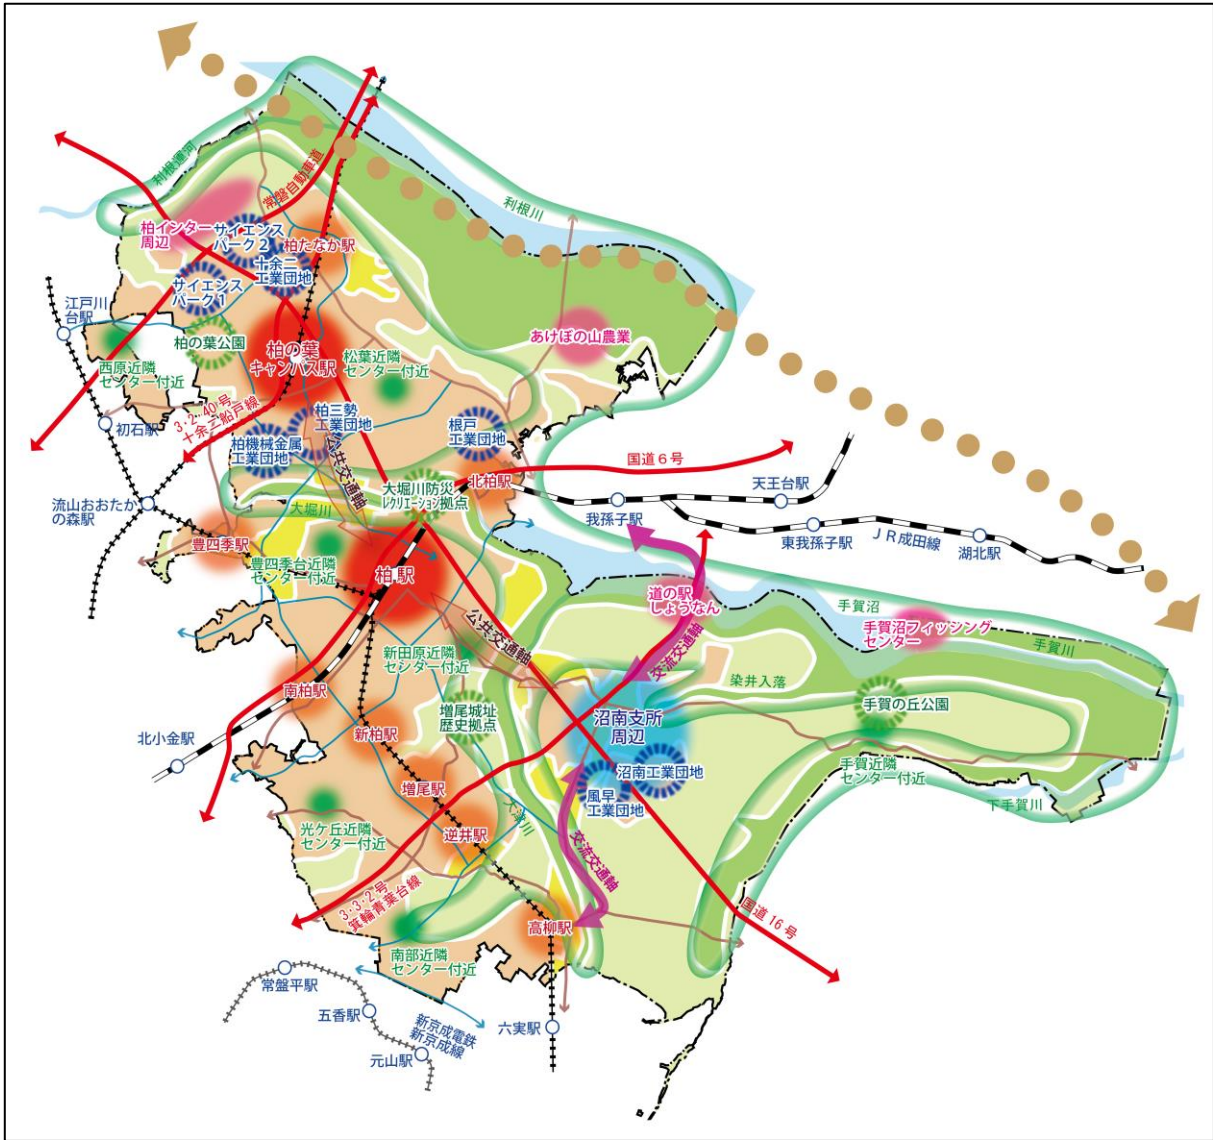 利根運河
常磐自動車道
利根川
柏インター
周辺
サイエンス
パーク2
柏たなか駅
十余二
工業団地
サイエンス
パーク1
江戸川
台駅
柏の葉公園
柏の葉
キャンパス駅
松葉近隣
センター付近
あけぼの山農業
西原近隣
センター付近
初石駅
3・2・40号
十余二船戸線
柏三勢
工業団地
柏機械金属
工業団地
根戸
工業団地
公共交通軸
国道6号
北柏駅
天王台駅
流山おおたか
の森駅
大堀川
大堀川防災
レクリエーション拠点
我孫子駅
東我孫子駅
JR成田線
湖北駅
豊四季駅
豊四季台近隣
センター付近
柏駅
道の駅
しょうなん
手賀沼
手賀沼フィッシング
センター
手賀川
公共交通軸
交流交通軸
新田原近隣
センター付近
染井入落
南柏駅
増尾城址
歴史拠点
手賀の丘公園
沼南支所
周辺
新柏駅
北小金駅
沼南工業団地
手賀近隣
センター付近
増尾駅
風早
工業団地
下手賀川
光ケ丘近隣
センター付近
逆井駅
大津川
交流交通軸
3・3・2号
箕輪青葉台線
国道16号
高柳駅
南部近隣
センター付近
常盤平駅
五香駅
新京成電鉄
新京成線
六実駅
元山駅